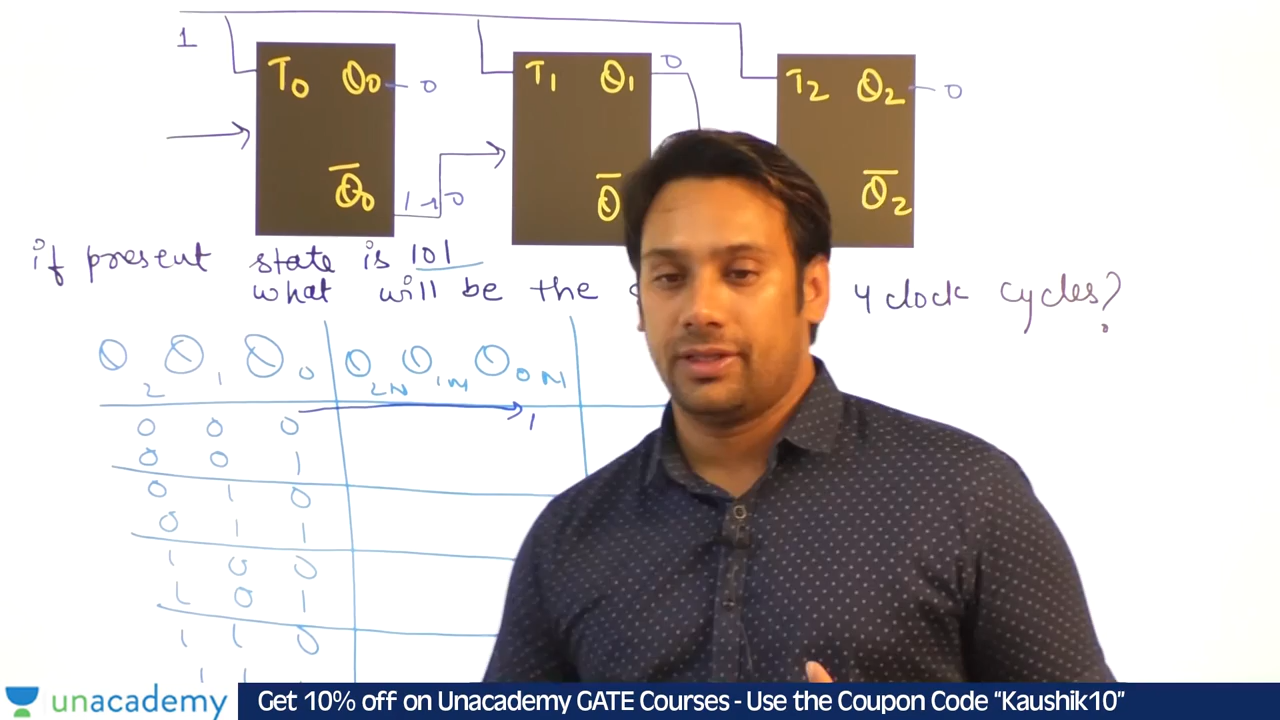 1
T0 Q0 0
T1 Q1 0
T2 Q2 0
Q̅0 1→0
Q̅
Q̅2
if present state is 101
what will be the 4 clock cycles?
Q2 Q1 Q0 Q2N Q1N Q0N
0 0 0 1
0 0 1
0 1 0
0 1 1
1 0 0
1 0 1
1 1 0
1 1
unacademy
Get 10% off on Unacademy GATE Courses - Use the Coupon Code "Kaushik10"